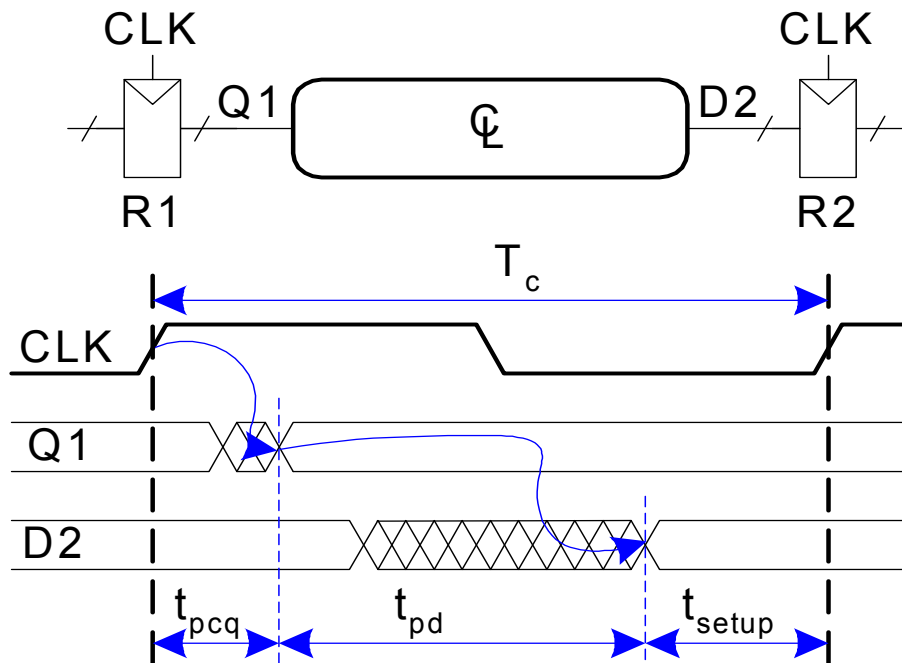 CLK CLK
Q1 CL D2
R1 R2
Tc
CLK
Q1
D2
tpcq tpd tsetup